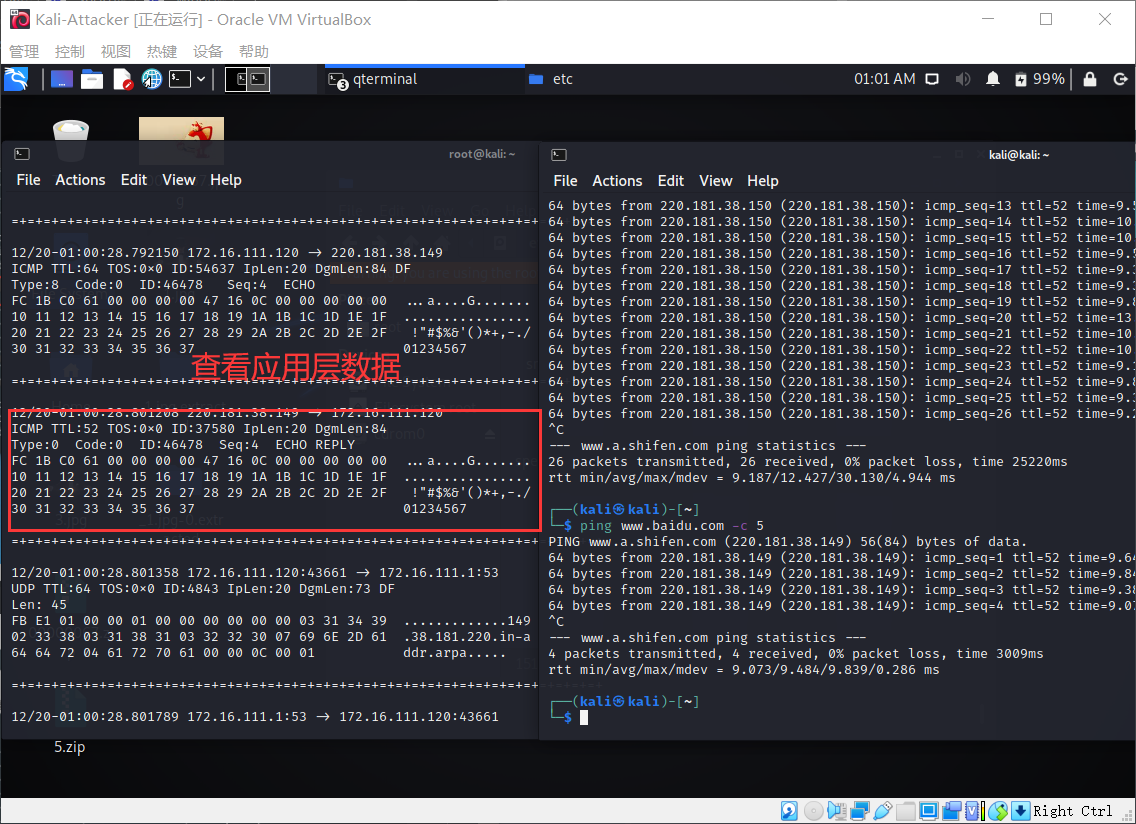 Kali-Attacker [正在运行] - Oracle VM VirtualBox
管理 控制 视图 热键 设备 帮助
3 qterminal etc 01:01 AM 99%
root@kali: ~
File Actions Edit View Help
=+=+=+=+=+=+=+=+=+=+=+=+=+=+=+=+=+=+=+=+=+=+=+=+=+=+=+=+=+=+=+=+=+
12/20-01:00:28.792150 172.16.111.120 → 220.181.38.149
ICMP TTL:64 TOS:0×0 ID:54637 IpLen:20 DgmLen:84 DF
Type:8 Code:0 ID:46478 Seq:4 ECHO
FC 1B C0 61 00 00 00 00 47 16 0C 00 00 00 00 00 ...a....G.......
10 11 12 13 14 15 16 17 18 19 1A 1B 1C 1D 1E 1F ................
20 21 22 23 24 25 26 27 28 29 2A 2B 2C 2D 2E 2F !"#$%&'()*+,-./
30 31 32 33 34 35 36 37 01234567
查看应用层数据
=+=+=+=+=+=+=+=+=+=+=+=+=+=+=+=+=+=+=+=+=+=+=+=+=+=+=+=+=+=+=+=+=+
12/20-01:00:28.801208 220.181.38.149 → 172.16.111.120
ICMP TTL:52 TOS:0×0 ID:37580 IpLen:20 DgmLen:84
Type:0 Code:0 ID:46478 Seq:4 ECHO REPLY
FC 1B C0 61 00 00 00 00 47 16 0C 00 00 00 00 00 ...a....G.......
10 11 12 13 14 15 16 17 18 19 1A 1B 1C 1D 1E 1F ................
20 21 22 23 24 25 26 27 28 29 2A 2B 2C 2D 2E 2F !"#$%&'()*+,-./
30 31 32 33 34 35 36 37 01234567
=+=+=+=+=+=+=+=+=+=+=+=+=+=+=+=+=+=+=+=+=+=+=+=+=+=+=+=+=+=+=+=+=+
12/20-01:00:28.801358 172.16.111.120:43661 → 172.16.111.1:53
UDP TTL:64 TOS:0×0 ID:4843 IpLen:20 DgmLen:73 DF
Len: 45
FB E1 01 00 00 01 00 00 00 00 00 00 03 31 34 39 .............149
02 33 38 03 31 38 31 03 32 32 30 07 69 6E 2D 61 .38.181.220.in-a
64 64 72 04 61 72 70 61 00 00 0C 00 01 ddr.arpa.....
=+=+=+=+=+=+=+=+=+=+=+=+=+=+=+=+=+=+=+=+=+=+=+=+=+=+=+=+=+=+=+=+=+
12/20-01:00:28.801789 172.16.111.1:53 → 172.16.111.120:43661
5.zip
kali@kali: ~
File Actions Edit View Help
64 bytes from 220.181.38.150 (220.181.38.150): icmp_seq=13 ttl=52 time=9.5
64 bytes from 220.181.38.150 (220.181.38.150): icmp_seq=14 ttl=52 time=10
64 bytes from 220.181.38.150 (220.181.38.150): icmp_seq=15 ttl=52 time=10
64 bytes from 220.181.38.150 (220.181.38.150): icmp_seq=16 ttl=52 time=9.5
64 bytes from 220.181.38.150 (220.181.38.150): icmp_seq=17 ttl=52 time=9.1
64 bytes from 220.181.38.150 (220.181.38.150): icmp_seq=18 ttl=52 time=9.1
64 bytes from 220.181.38.150 (220.181.38.150): icmp_seq=19 ttl=52 time=9.8
64 bytes from 220.181.38.150 (220.181.38.150): icmp_seq=20 ttl=52 time=13
64 bytes from 220.181.38.150 (220.181.38.150): icmp_seq=21 ttl=52 time=10
64 bytes from 220.181.38.150 (220.181.38.150): icmp_seq=22 ttl=52 time=10
64 bytes from 220.181.38.150 (220.181.38.150): icmp_seq=23 ttl=52 time=9.1
64 bytes from 220.181.38.150 (220.181.38.150): icmp_seq=24 ttl=52 time=9.8
64 bytes from 220.181.38.150 (220.181.38.150): icmp_seq=25 ttl=52 time=9.1
64 bytes from 220.181.38.150 (220.181.38.150): icmp_seq=26 ttl=52 time=9.2
^C
--- www.a.shifen.com ping statistics ---
26 packets transmitted, 26 received, 0% packet loss, time 25220ms
rtt min/avg/max/mdev = 9.187/12.427/30.130/4.944 ms
┌──(kali㉿kali)-[~]
└─$ ping www.baidu.com -c 5
PING www.a.shifen.com (220.181.38.149) 56(84) bytes of data.
64 bytes from 220.181.38.149 (220.181.38.149): icmp_seq=1 ttl=52 time=9.64
64 bytes from 220.181.38.149 (220.181.38.149): icmp_seq=2 ttl=52 time=9.84
64 bytes from 220.181.38.149 (220.181.38.149): icmp_seq=3 ttl=52 time=9.38
64 bytes from 220.181.38.149 (220.181.38.149): icmp_seq=4 ttl=52 time=9.07
^C
--- www.a.shifen.com ping statistics ---
4 packets transmitted, 4 received, 0% packet loss, time 3009ms
rtt min/avg/max/mdev = 9.073/9.484/9.839/0.286 ms
┌──(kali㉿kali)-[~]
└─$
Right Ctrl